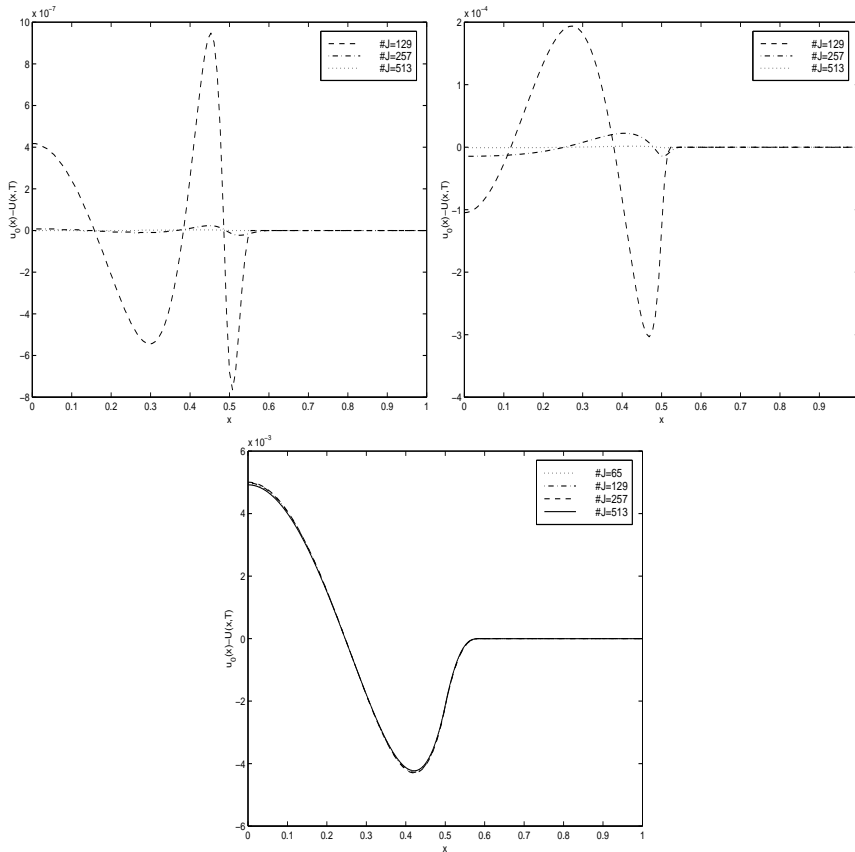 x 10⁻⁷
10
8
6
4
2
0
−2
−4
−6
−8
u₀(x)−U(x,T)
0 0.1 0.2 0.3 0.4 0.5 0.6 0.7 0.8 0.9 1
x
#J=129
#J=257
#J=513
x 10⁻⁴
2
1
0
−1
−2
−3
−4
u₀(x)−U(x,T)
0 0.1 0.2 0.3 0.4 0.5 0.6 0.7 0.8 0.9
x
#J=129
#J=257
#J=513
x 10⁻³
6
4
2
0
−2
−4
−6
u₀(x)−U(x,T)
0 0.1 0.2 0.3 0.4 0.5 0.6 0.7 0.8 0.9 1
x
#J=65
#J=129
#J=257
#J=513